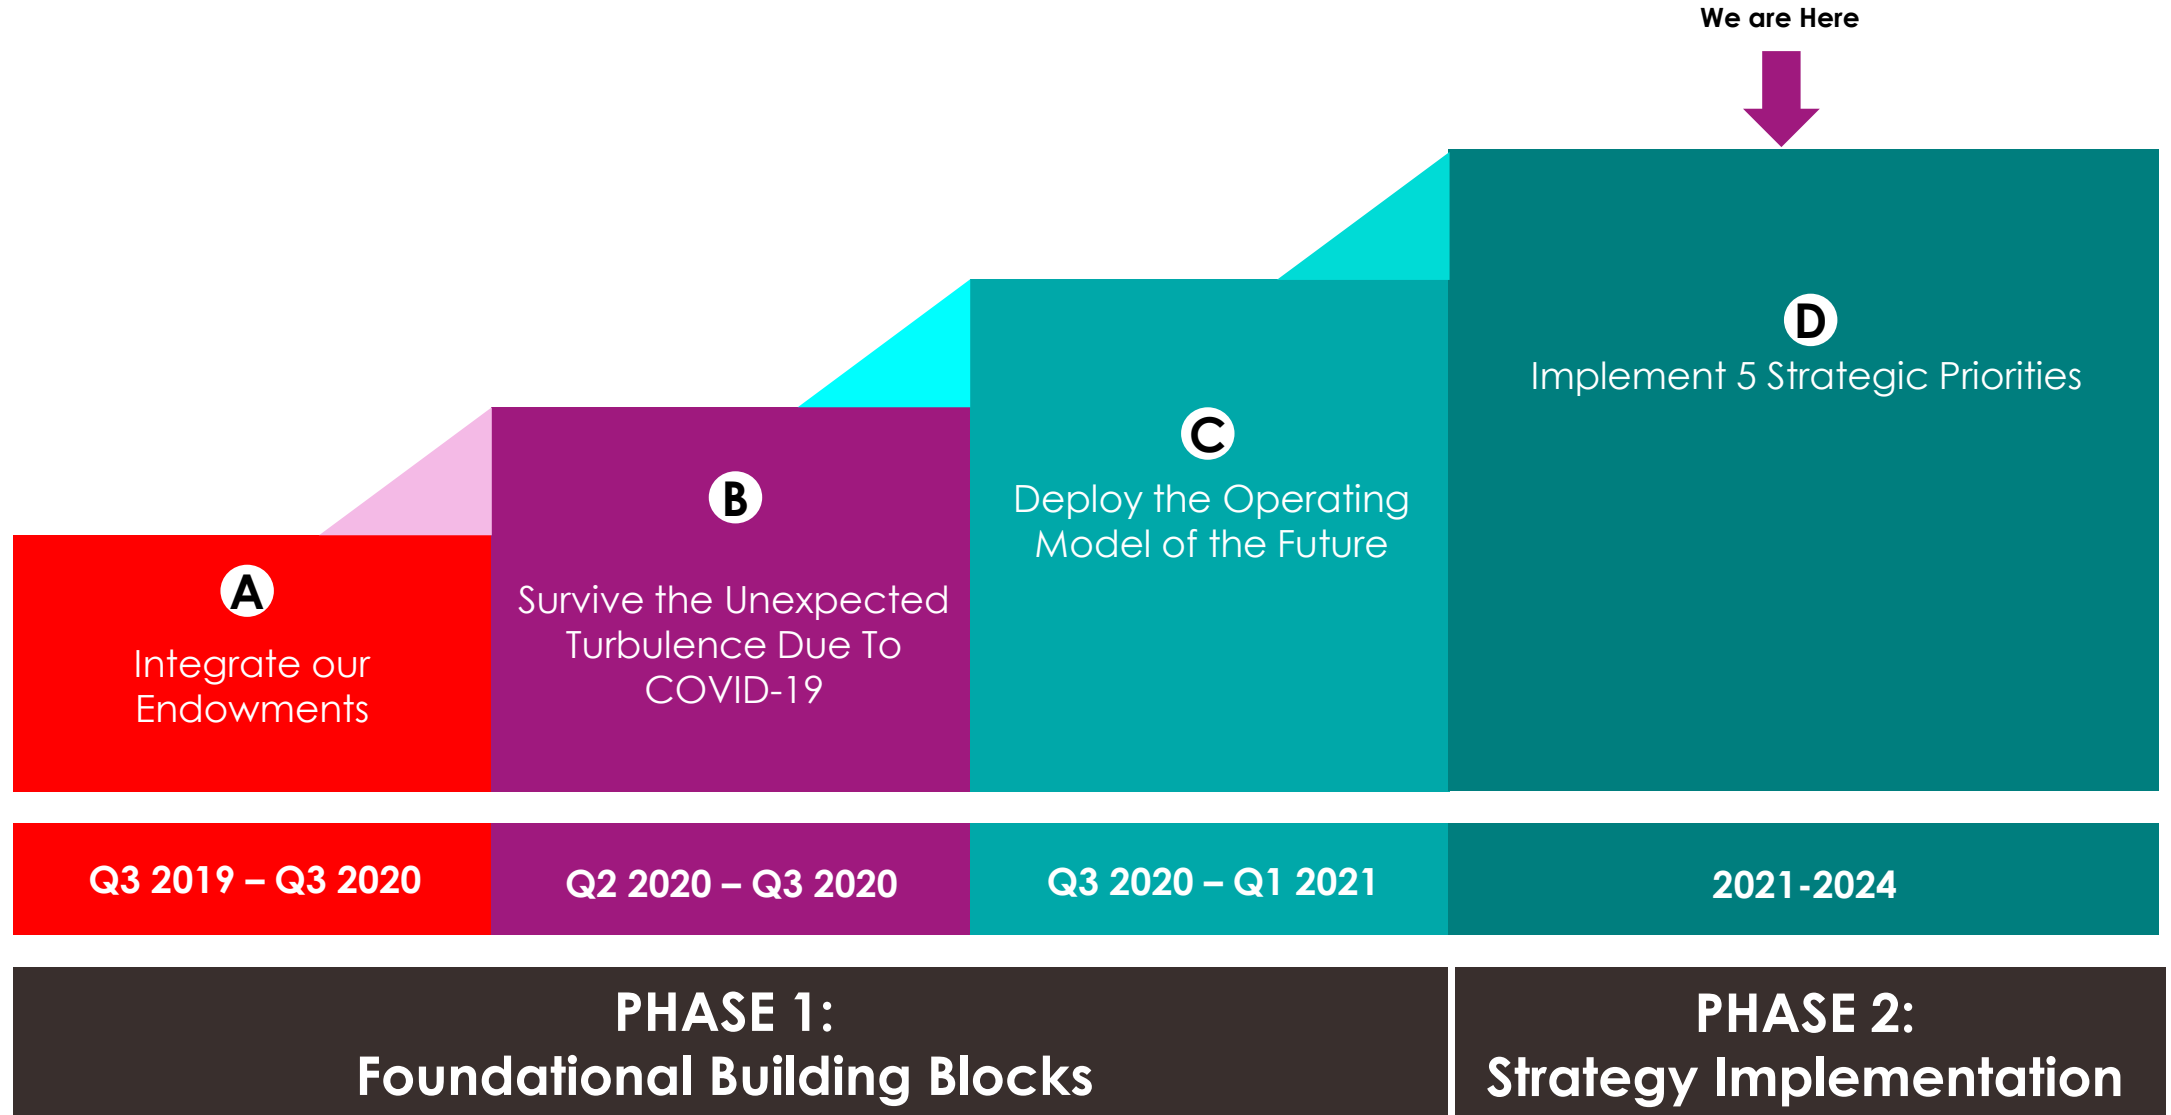 We are Here
A
Integrate our
Endowments
B
Survive the Unexpected
Turbulence Due To
COVID-19
C
Deploy the Operating
Model of the Future
D
Implement 5 Strategic Priorities
Q3 2019 – Q3 2020
Q2 2020 – Q3 2020
Q3 2020 – Q1 2021
2021-2024
PHASE 1:
Foundational Building Blocks
PHASE 2:
Strategy Implementation